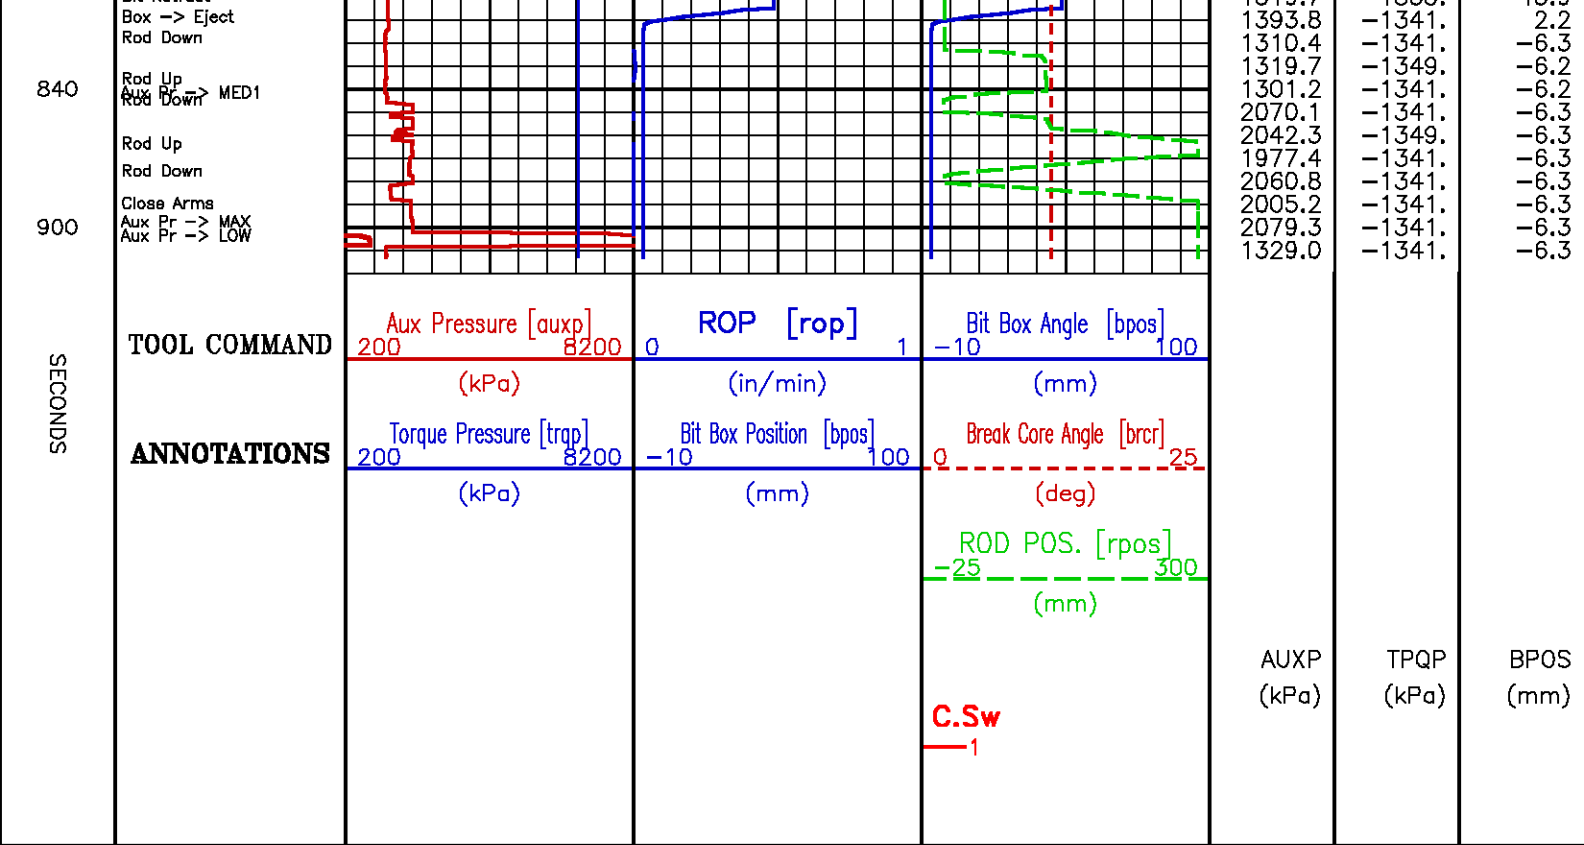 Box -> Eject
1393.8 -1341. 2.2
Rod Down
1310.4 -1341. -6.3
1319.7 -1349. -6.2
Rod Up
840 Aux Pr -> MED1 1301.2 -1341. -6.2
Rod Down
2070.1 -1341. -6.3
2042.3 -1349. -6.3
Rod Up
1977.4 -1341. -6.3
Rod Down
2060.8 -1341. -6.3
Close Arms 2005.2 -1341. -6.3
900 Aux Pr -> MAX 2079.3 -1341. -6.3
Aux Pr -> LOW
1329.0 -1341. -6.3
SECONDS
TOOL COMMAND
ANNOTATIONS
Aux Pressure [auxp]
200 8200
(kPa)
Torque Pressure [trqp]
200 8200
(kPa)
ROP [rop]
0 1
(in/min)
Bit Box Position [bpos]
-10 100
(mm)
Bit Box Angle [bpos]
-10 100
(mm)
Break Core Angle [brcr]
0 25
(deg)
ROD POS. [rpos]
-25 300
(mm)
C.Sw
1
AUXP TPQP BPOS
(kPa) (kPa) (mm)